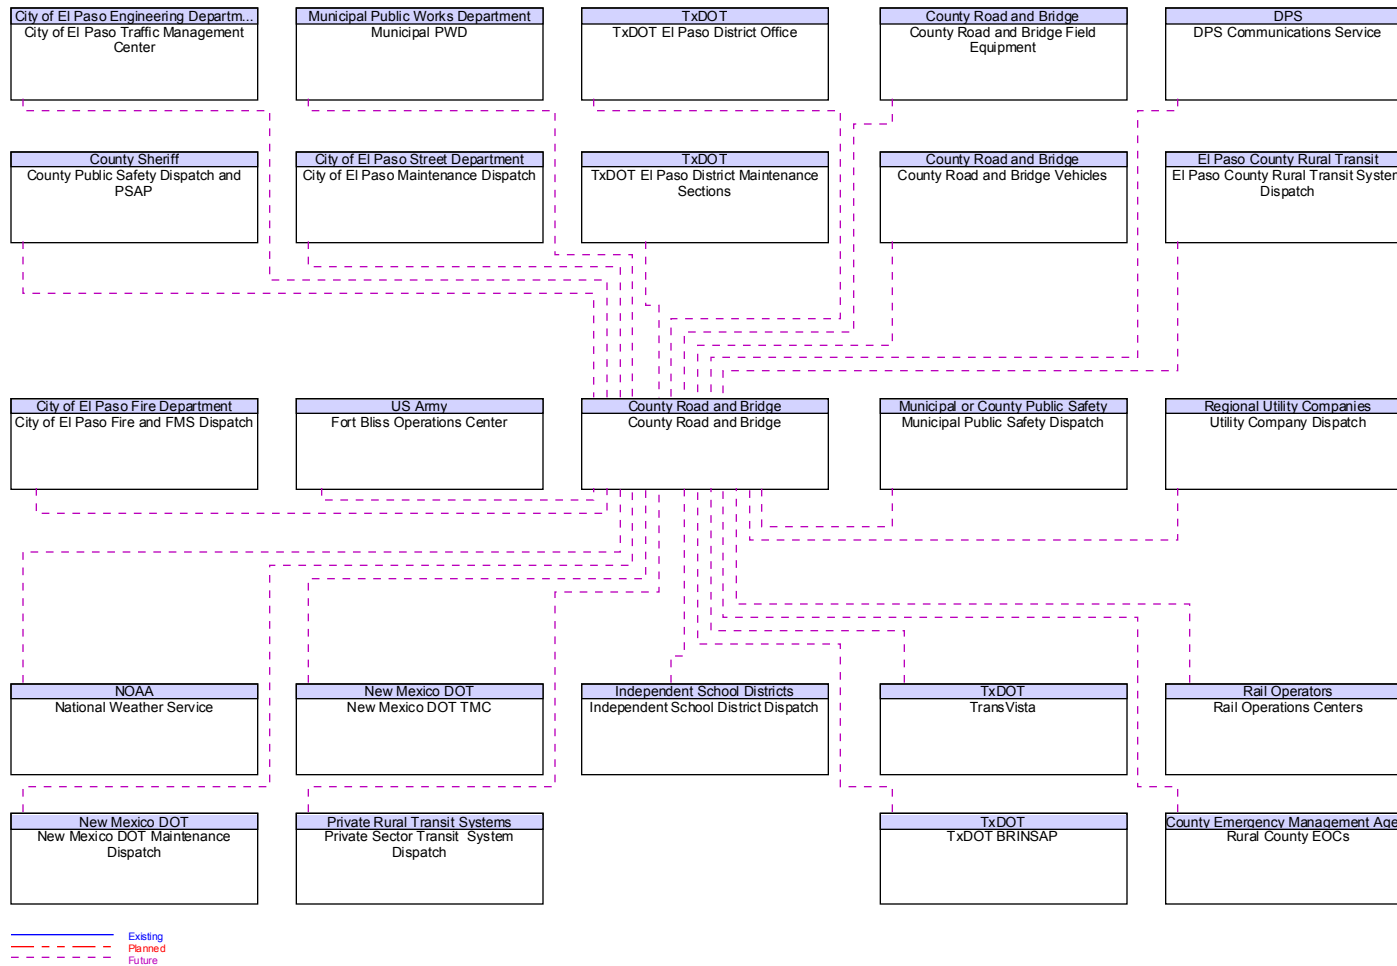 City of El Paso Engineering Departm...
City of El Paso Traffic Management
Center
Municipal Public Works Department
Municipal PWD
TxDOT
TxDOT El Paso District Office
County Road and Bridge
County Road and Bridge Field
Equipment
DPS
DPS Communications Service
County Sheriff
County Public Safety Dispatch and
PSAP
City of El Paso Street Department
City of El Paso Maintenance Dispatch
TxDOT
TxDOT El Paso District Maintenance
Sections
County Road and Bridge
County Road and Bridge Vehicles
El Paso County Rural Transit
El Paso County Rural Transit System
Dispatch
City of El Paso Fire Department
City of El Paso Fire and FMS Dispatch
US Army
Fort Bliss Operations Center
County Road and Bridge
County Road and Bridge
Municipal or County Public Safety
Municipal Public Safety Dispatch
Regional Utility Companies
Utility Company Dispatch
NOAA
National Weather Service
New Mexico DOT
New Mexico DOT TMC
Independent School Districts
Independent School District Dispatch
TxDOT
TransVista
Rail Operators
Rail Operations Centers
New Mexico DOT
New Mexico DOT Maintenance
Dispatch
Private Rural Transit Systems
Private Sector Transit System
Dispatch
TxDOT
TxDOT BRINSAP
County Emergency Management Age
Rural County EOCs
Existing
Planned
Future